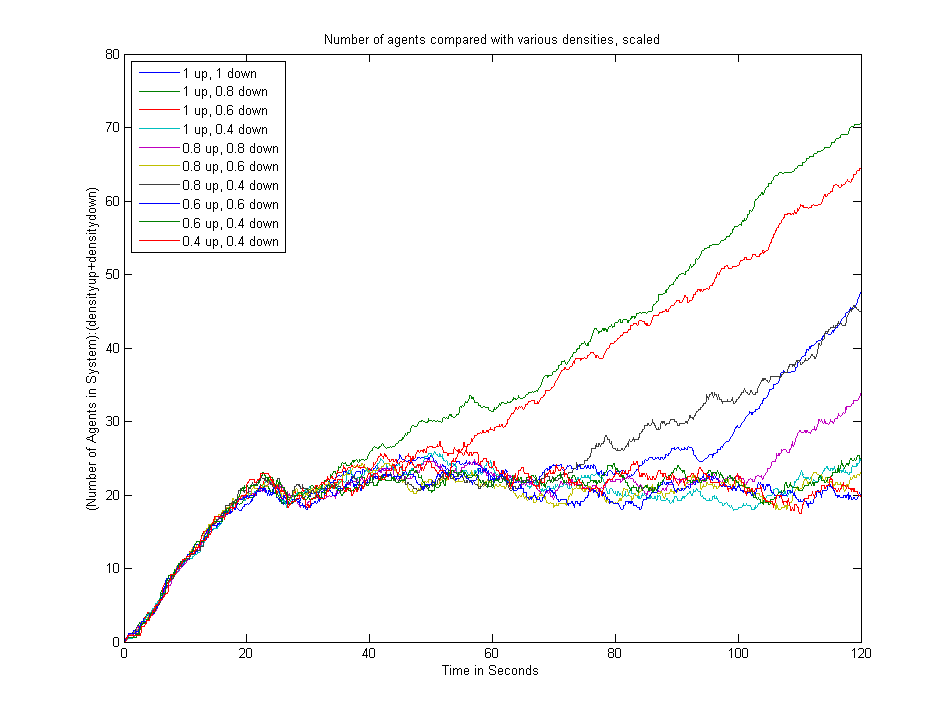 Number of agents compared with various densities, scaled
80
70
60
50
40
30
20
10
0
(Number of Agents in System):(densityup+densitydown)
1 up, 1 down
1 up, 0.8 down
1 up, 0.6 down
1 up, 0.4 down
0.8 up, 0.8 down
0.8 up, 0.6 down
0.8 up, 0.4 down
0.6 up, 0.6 down
0.6 up, 0.4 down
0.4 up, 0.4 down
0 20 40 60 80 100 120
Time in Seconds